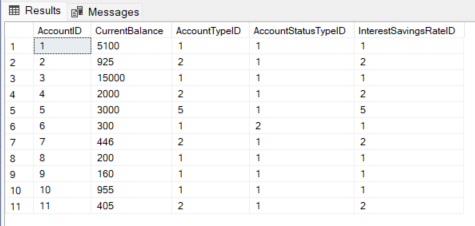 Results Messages
AccountID CurrentBalance AccountTypeID AccountStatusTypeID InterestSavingsRateID
1 1 5100 1 1 1
2 2 925 2 1 2
3 3 15000 1 1 1
4 4 2000 2 1 2
5 5 3000 5 1 5
6 6 300 1 2 1
7 7 446 2 1 2
8 8 200 1 1 1
9 9 160 1 1 1
10 10 955 1 1 1
11 11 405 2 1 2